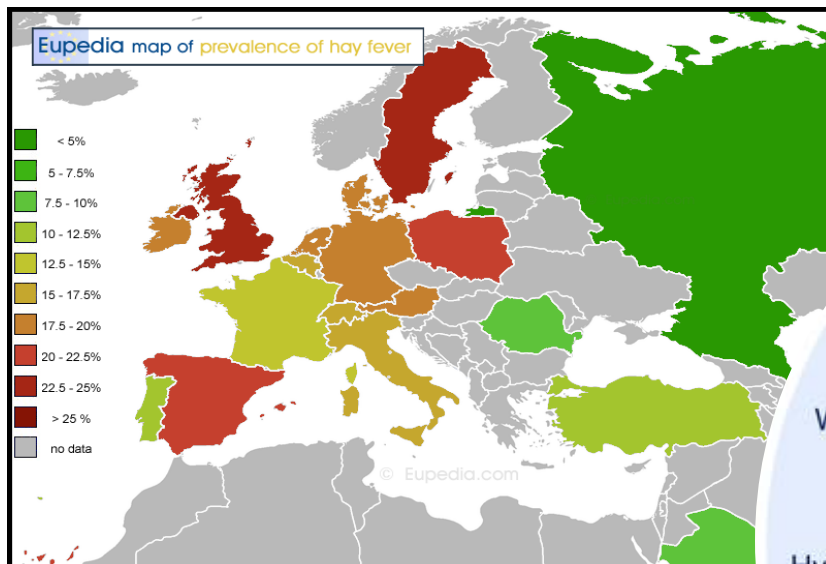 Eupedia map of prevalence of hay fever
< 5%
5 - 7.5%
7.5 - 10%
10 - 12.5%
12.5 - 15%
15 - 17.5%
17.5 - 20%
20 - 22.5%
22.5 - 25%
> 25 %
no data
© Eupedia.com